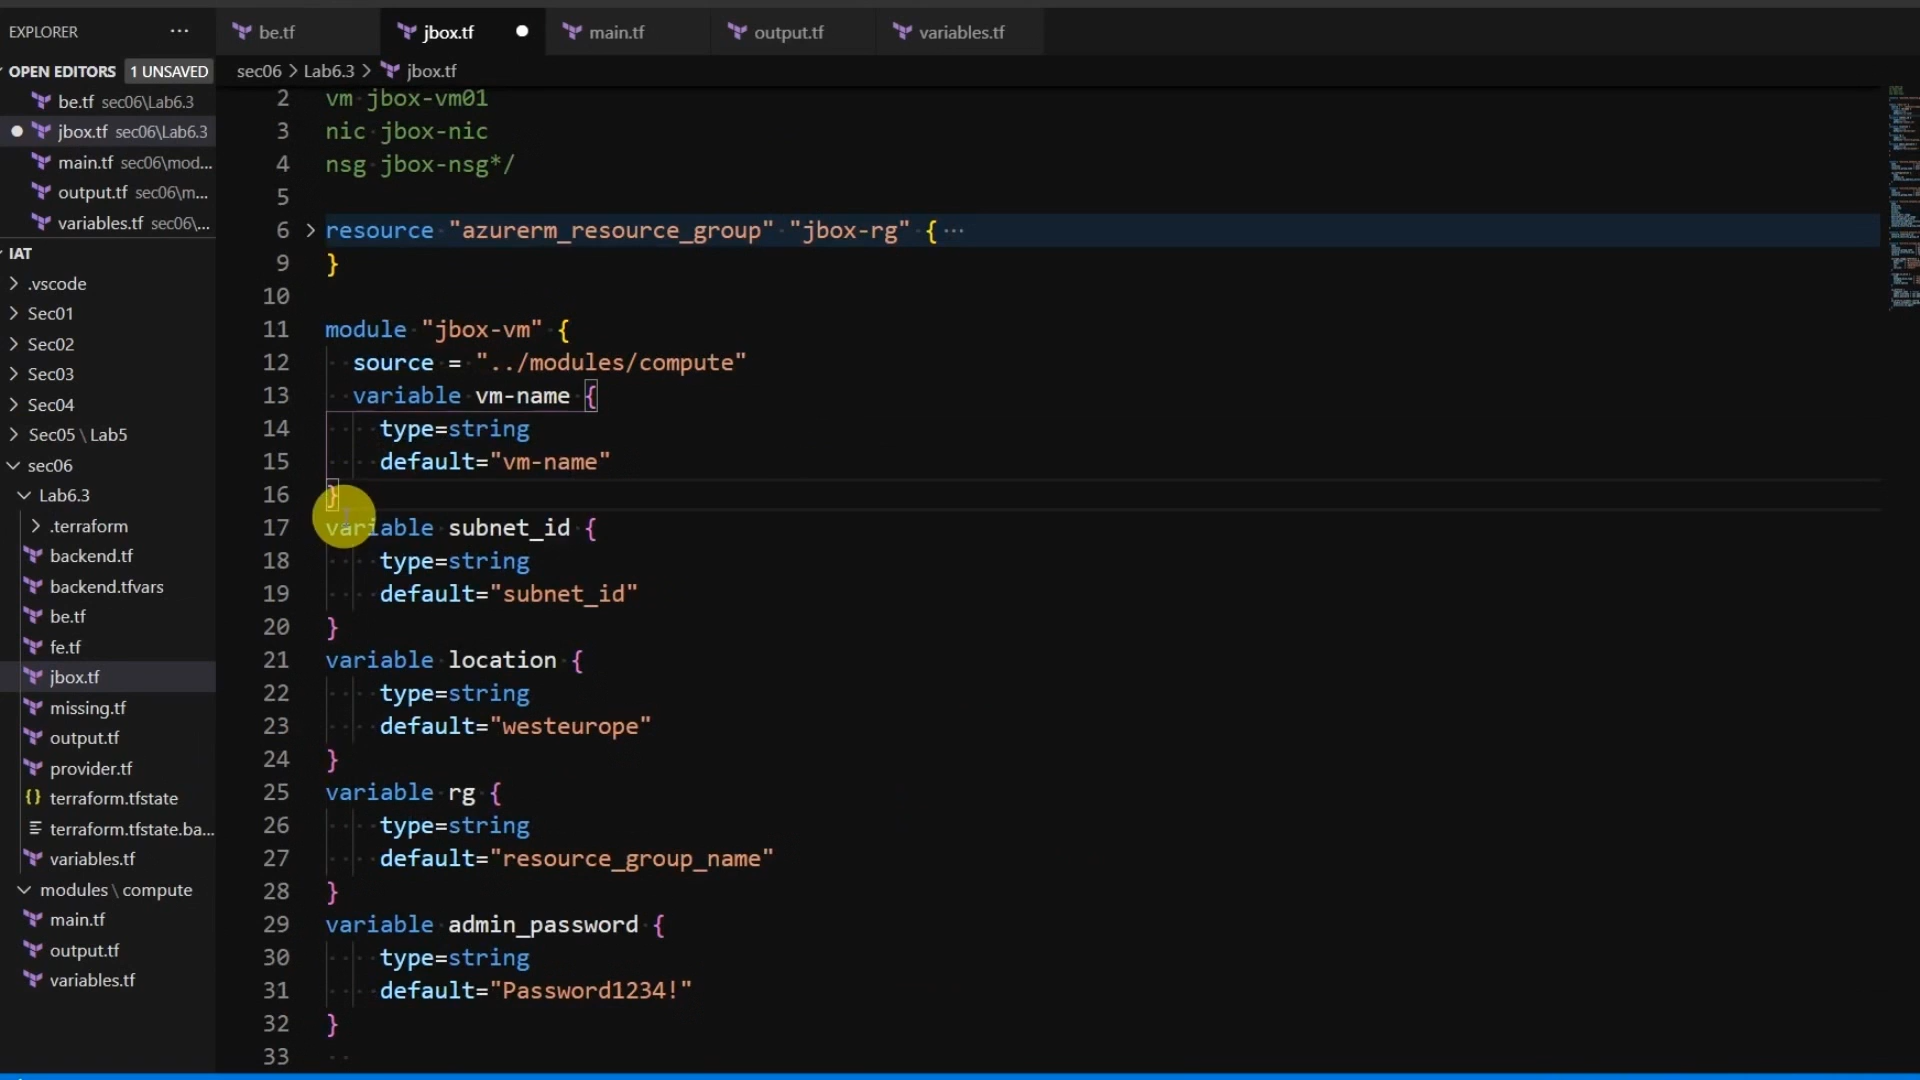 EXPLORER ...
OPEN EDITORS 1 UNSAVED
be.tf sec06\Lab6.3
jbox.tf sec06\Lab6.3
main.tf sec06\mod...
output.tf sec06\m...
variables.tf sec06\...
IAT
.vscode
Sec01
Sec02
Sec03
Sec04
Sec05 \ Lab5
sec06
Lab6.3
.terraform
backend.tf
backend.tfvars
be.tf
fe.tf
jbox.tf
missing.tf
output.tf
provider.tf
{} terraform.tfstate
terraform.tfstate.ba...
variables.tf
modules \ compute
main.tf
output.tf
variables.tf
be.tf jbox.tf main.tf output.tf variables.tf
sec06 > Lab6.3 > jbox.tf
2 vm jbox-vm01
3 nic jbox-nic
4 nsg jbox-nsg*/
5
6 resource "azurerm_resource_group" "jbox-rg" { ...
9 }
10
11 module "jbox-vm" {
12 source = "../modules/compute"
13 variable vm-name {
14 type=string
15 default="vm-name"
16 }
17 variable subnet_id {
18 type=string
19 default="subnet_id"
20 }
21 variable location {
22 type=string
23 default="westeurope"
24 }
25 variable rg {
26 type=string
27 default="resource_group_name"
28 }
29 variable admin_password {
30 type=string
31 default="Password1234!"
32 }
33